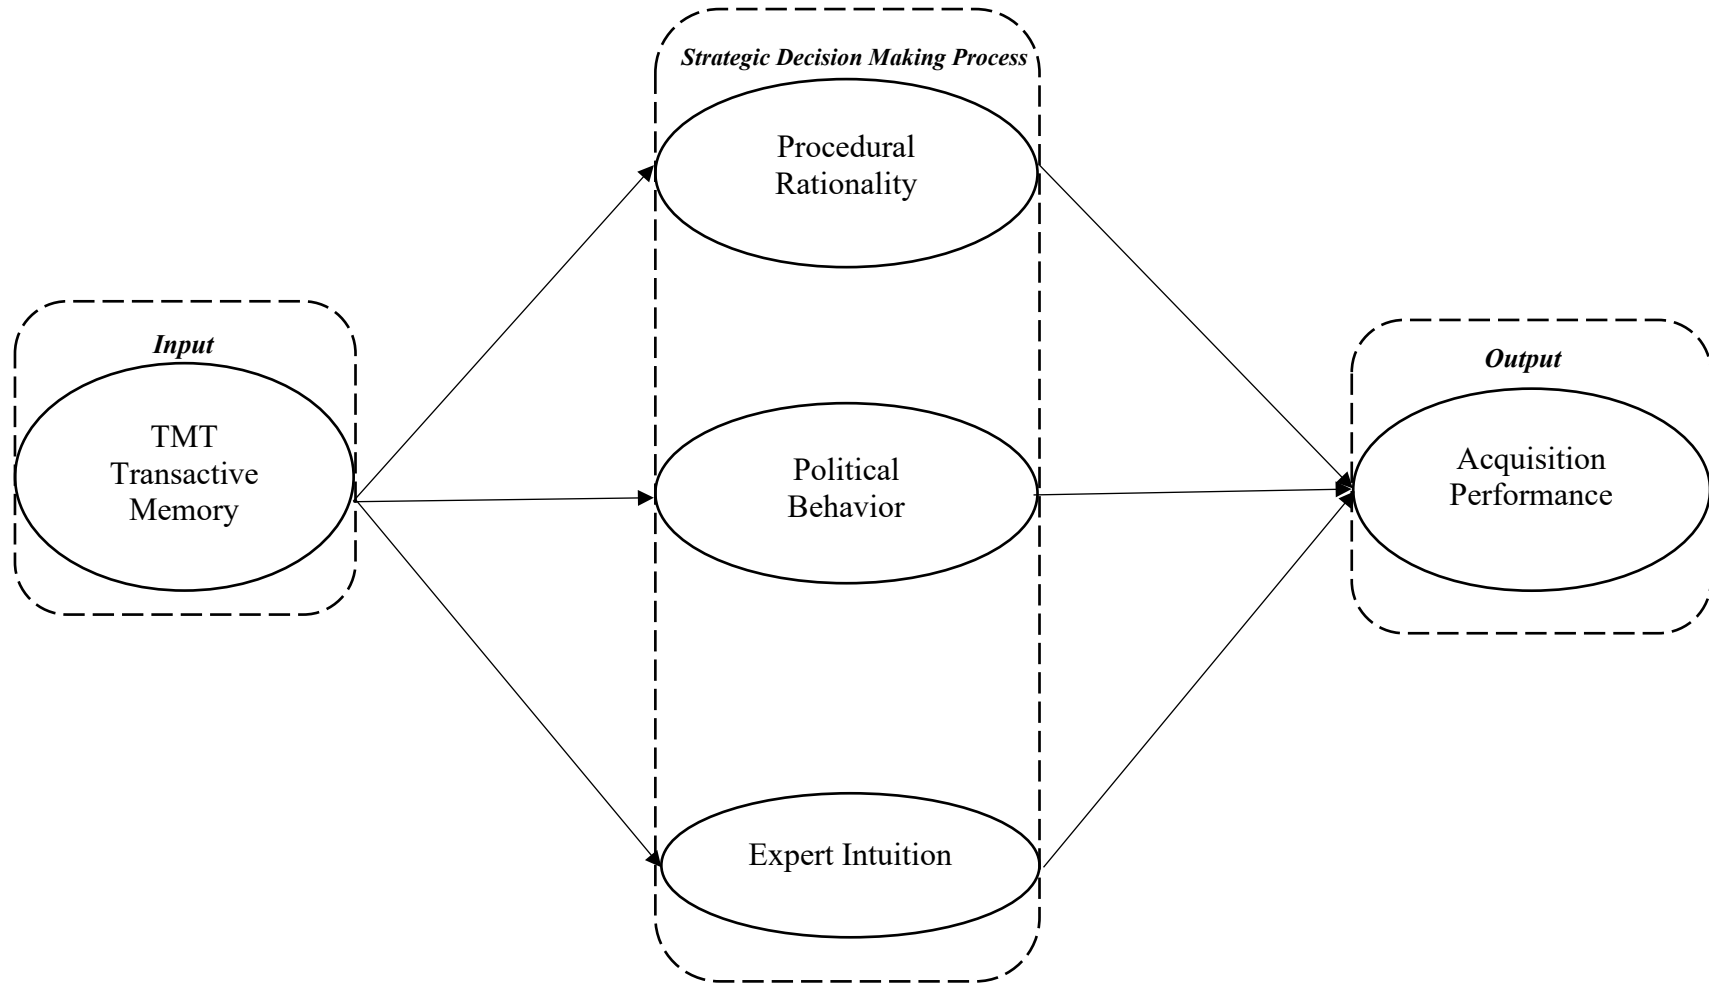 Strategic Decision Making Process
Procedural
Rationality
Input
TMT
Transactive
Memory
Political
Behavior
Output
Acquisition
Performance
Expert Intuition